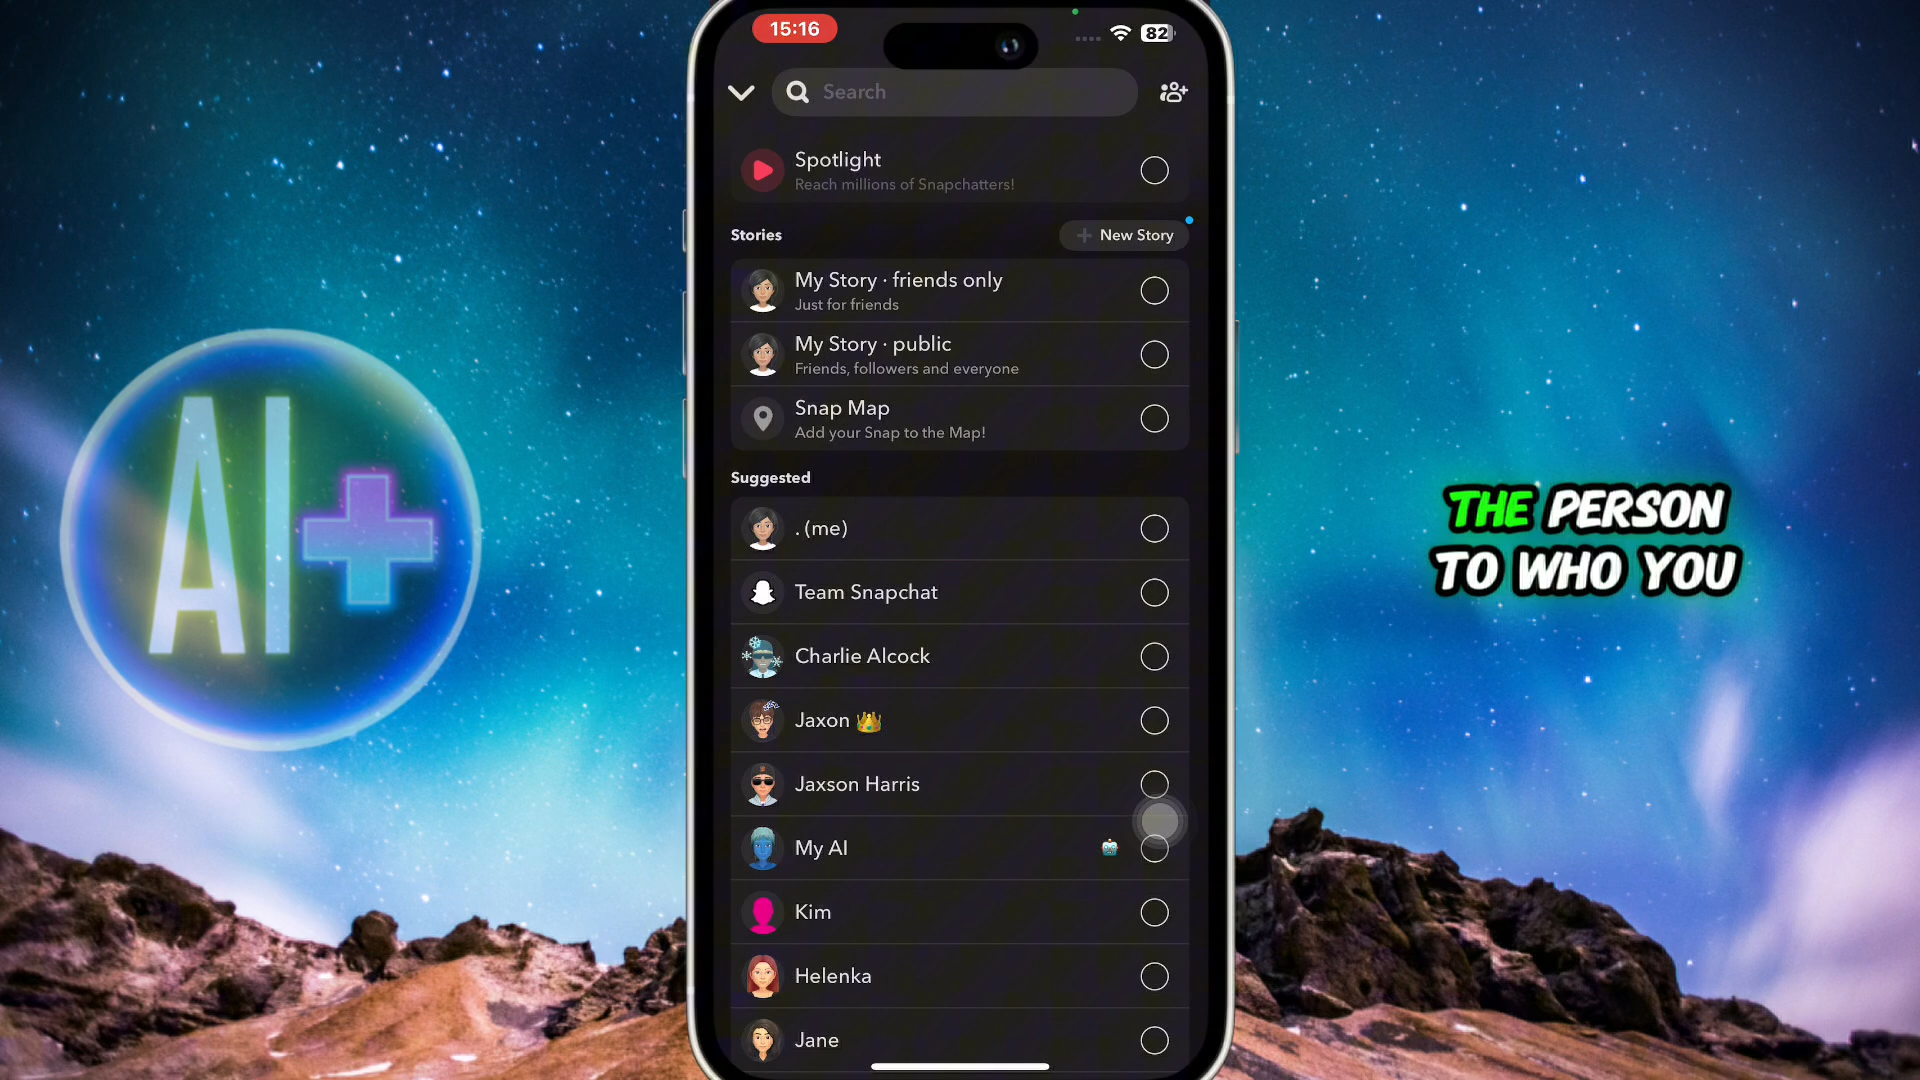 15:16
82
Search
Spotlight
Reach millions of Snapchatters!
Stories
+ New Story
My Story · friends only
Just for friends
My Story · public
Friends, followers and everyone
Snap Map
Add your Snap to the Map!
Suggested
. (me)
Team Snapchat
Charlie Alcock
Jaxon 👑
Jaxson Harris
My AI
Kim
Helenka
Jane
AI+
THE PERSON
TO WHO YOU